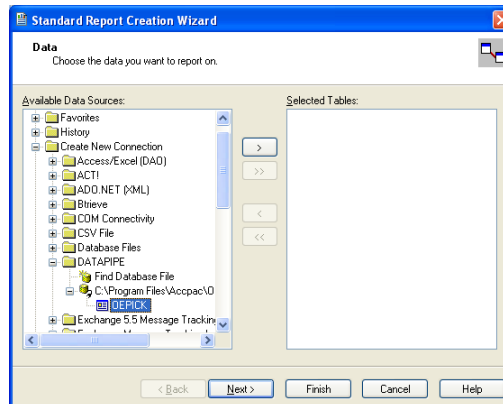 Standard Report Creation Wizard
Data
Choose the data you want to report on.
Available Data Sources:
Selected Tables:
Favorites
History
Create New Connection
Access/Excel (DAO)
ACT!
ADO.NET (XML)
Btrieve
COM Connectivity
CSV File
Database Files
DATAPIPE
Find Database File
C:\Program Files\Accpac\O
OEPICK
Exchange 5.5 Message Trackin
>
>>
<
<<
< Back
Next >
Finish
Cancel
Help